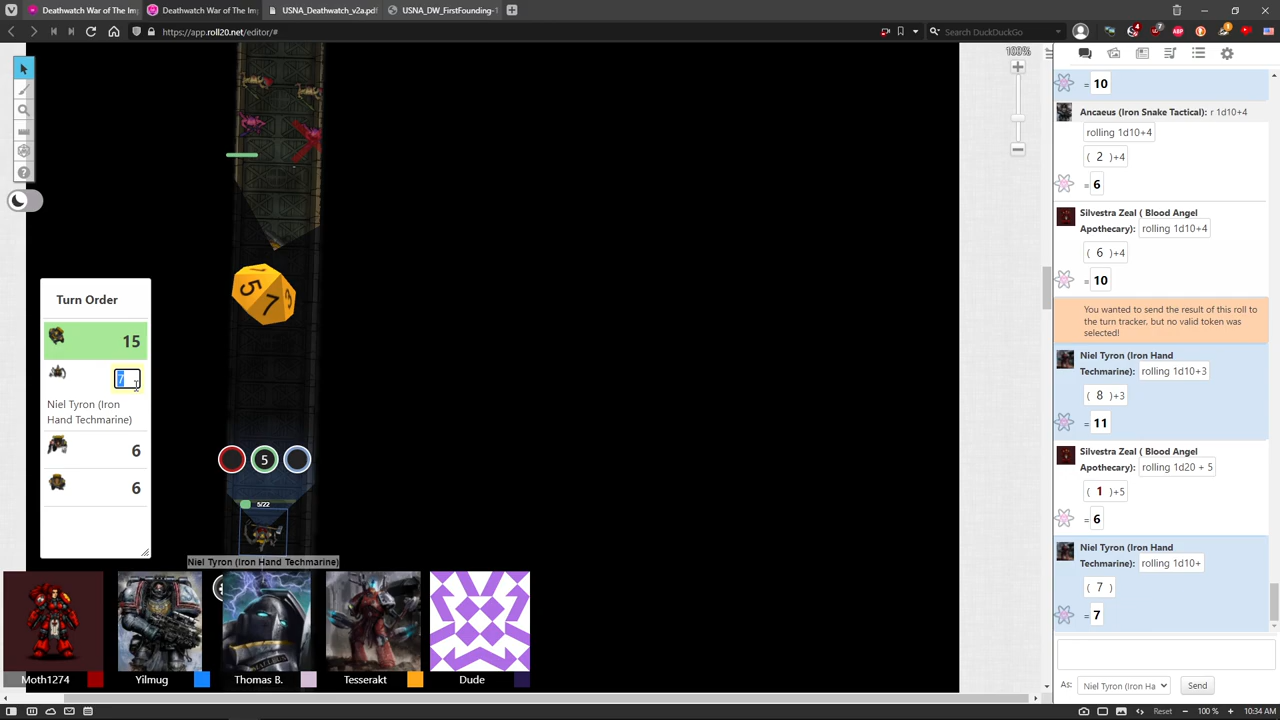 Deathwatch War of The Im
Deathwatch War of The Im
USNA_Deathwatch_v2a.pdf
USNA_DW_FirstFounding-1
https://app.roll20.net/editor/#
Search DuckDuckGo
100%
= 10
Ancaeus (Iron Snake Tactical): r 1d10+4
rolling 1d10+4
( 2 )+4
= 6
Silvestra Zeal ( Blood Angel
Apothecary): rolling 1d10+4
( 6 )+4
= 10
You wanted to send the result of this roll to
the turn tracker, but no valid token was
selected!
Niel Tyron (Iron Hand
Techmarine): rolling 1d10+3
( 8 )+3
= 11
Silvestra Zeal ( Blood Angel
Apothecary): rolling 1d20 + 5
( 1 )+5
= 6
Niel Tyron (Iron Hand
Techmarine): rolling 1d10+
( 7 )
= 7
As: Niel Tyron (Iron Ha
Send
Turn Order
15
7
Niel Tyron (Iron
Hand Techmarine)
6
6
5
7
5
5/22
Niel Tyron (Iron Hand Techmarine)
Moth1274
Yilmug
Thomas B.
Tesserakt
Dude
Reset
100 %
10:34 AM